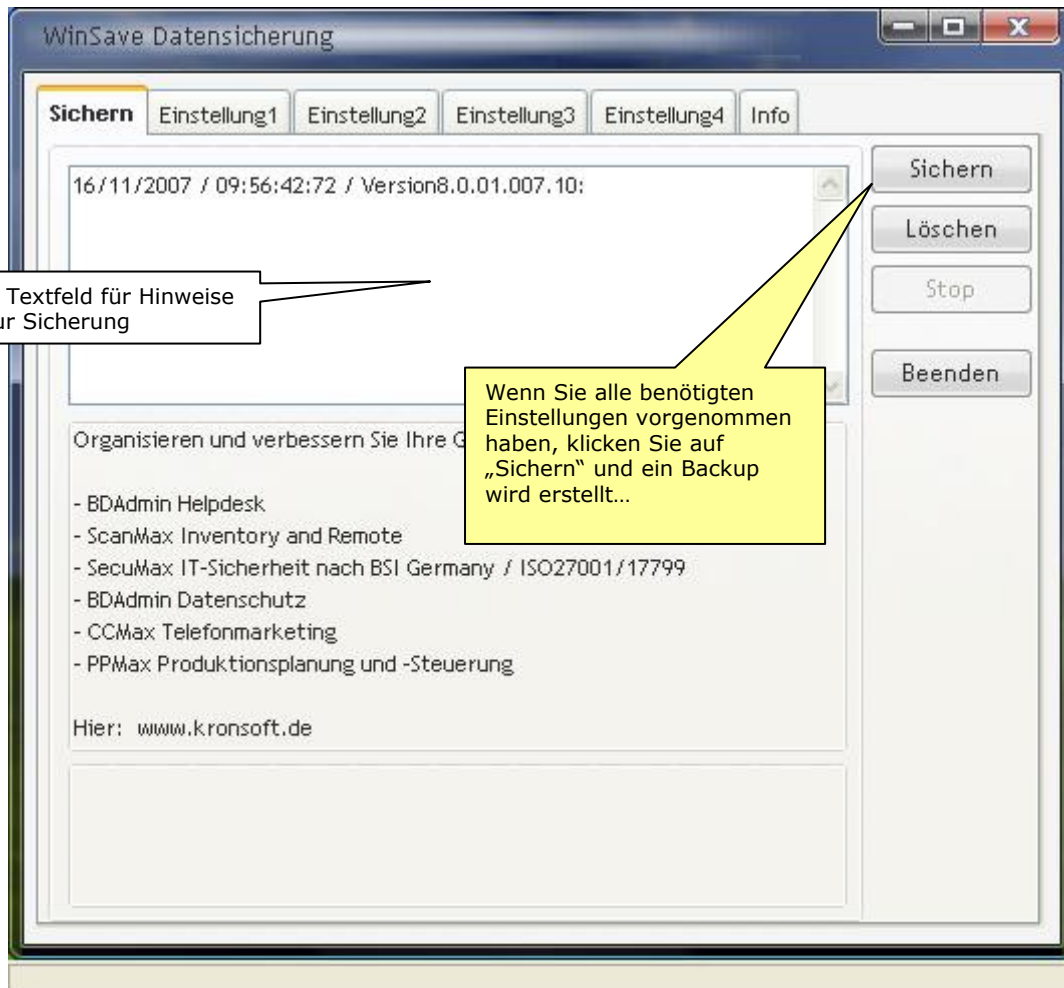 WinSave Datensicherung
Sichern Einstellung1 Einstellung2 Einstellung3 Einstellung4 Info
16/11/2007 / 09:56:42:72 / Version8.0.01.007.10:
Sichern
Löschen
Stop
Beenden
Textfeld für Hinweise
Sicherung
Wenn Sie alle benötigten
Einstellungen vorgenommen
haben, klicken Sie auf
„Sichern“ und ein Backup
wird erstellt…
Organisieren und verbessern Sie Ihre
- BDAdmin Helpdesk
- ScanMax Inventory and Remote
- SecuMax IT-Sicherheit nach BSI Germany / ISO27001/17799
- BDAdmin Datenschutz
- CCMax Telefonmarketing
- PPMax Produktionsplanung und -Steuerung
Hier: www.kronsoft.de